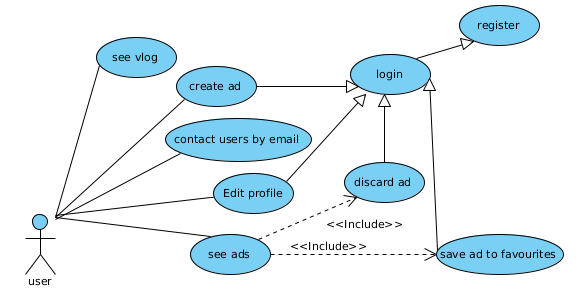 register
see vlog
login
create ad
contact users by email
discard ad
Edit profile
<<Include>>
<<Include>>
see ads
save ad to favourites
user